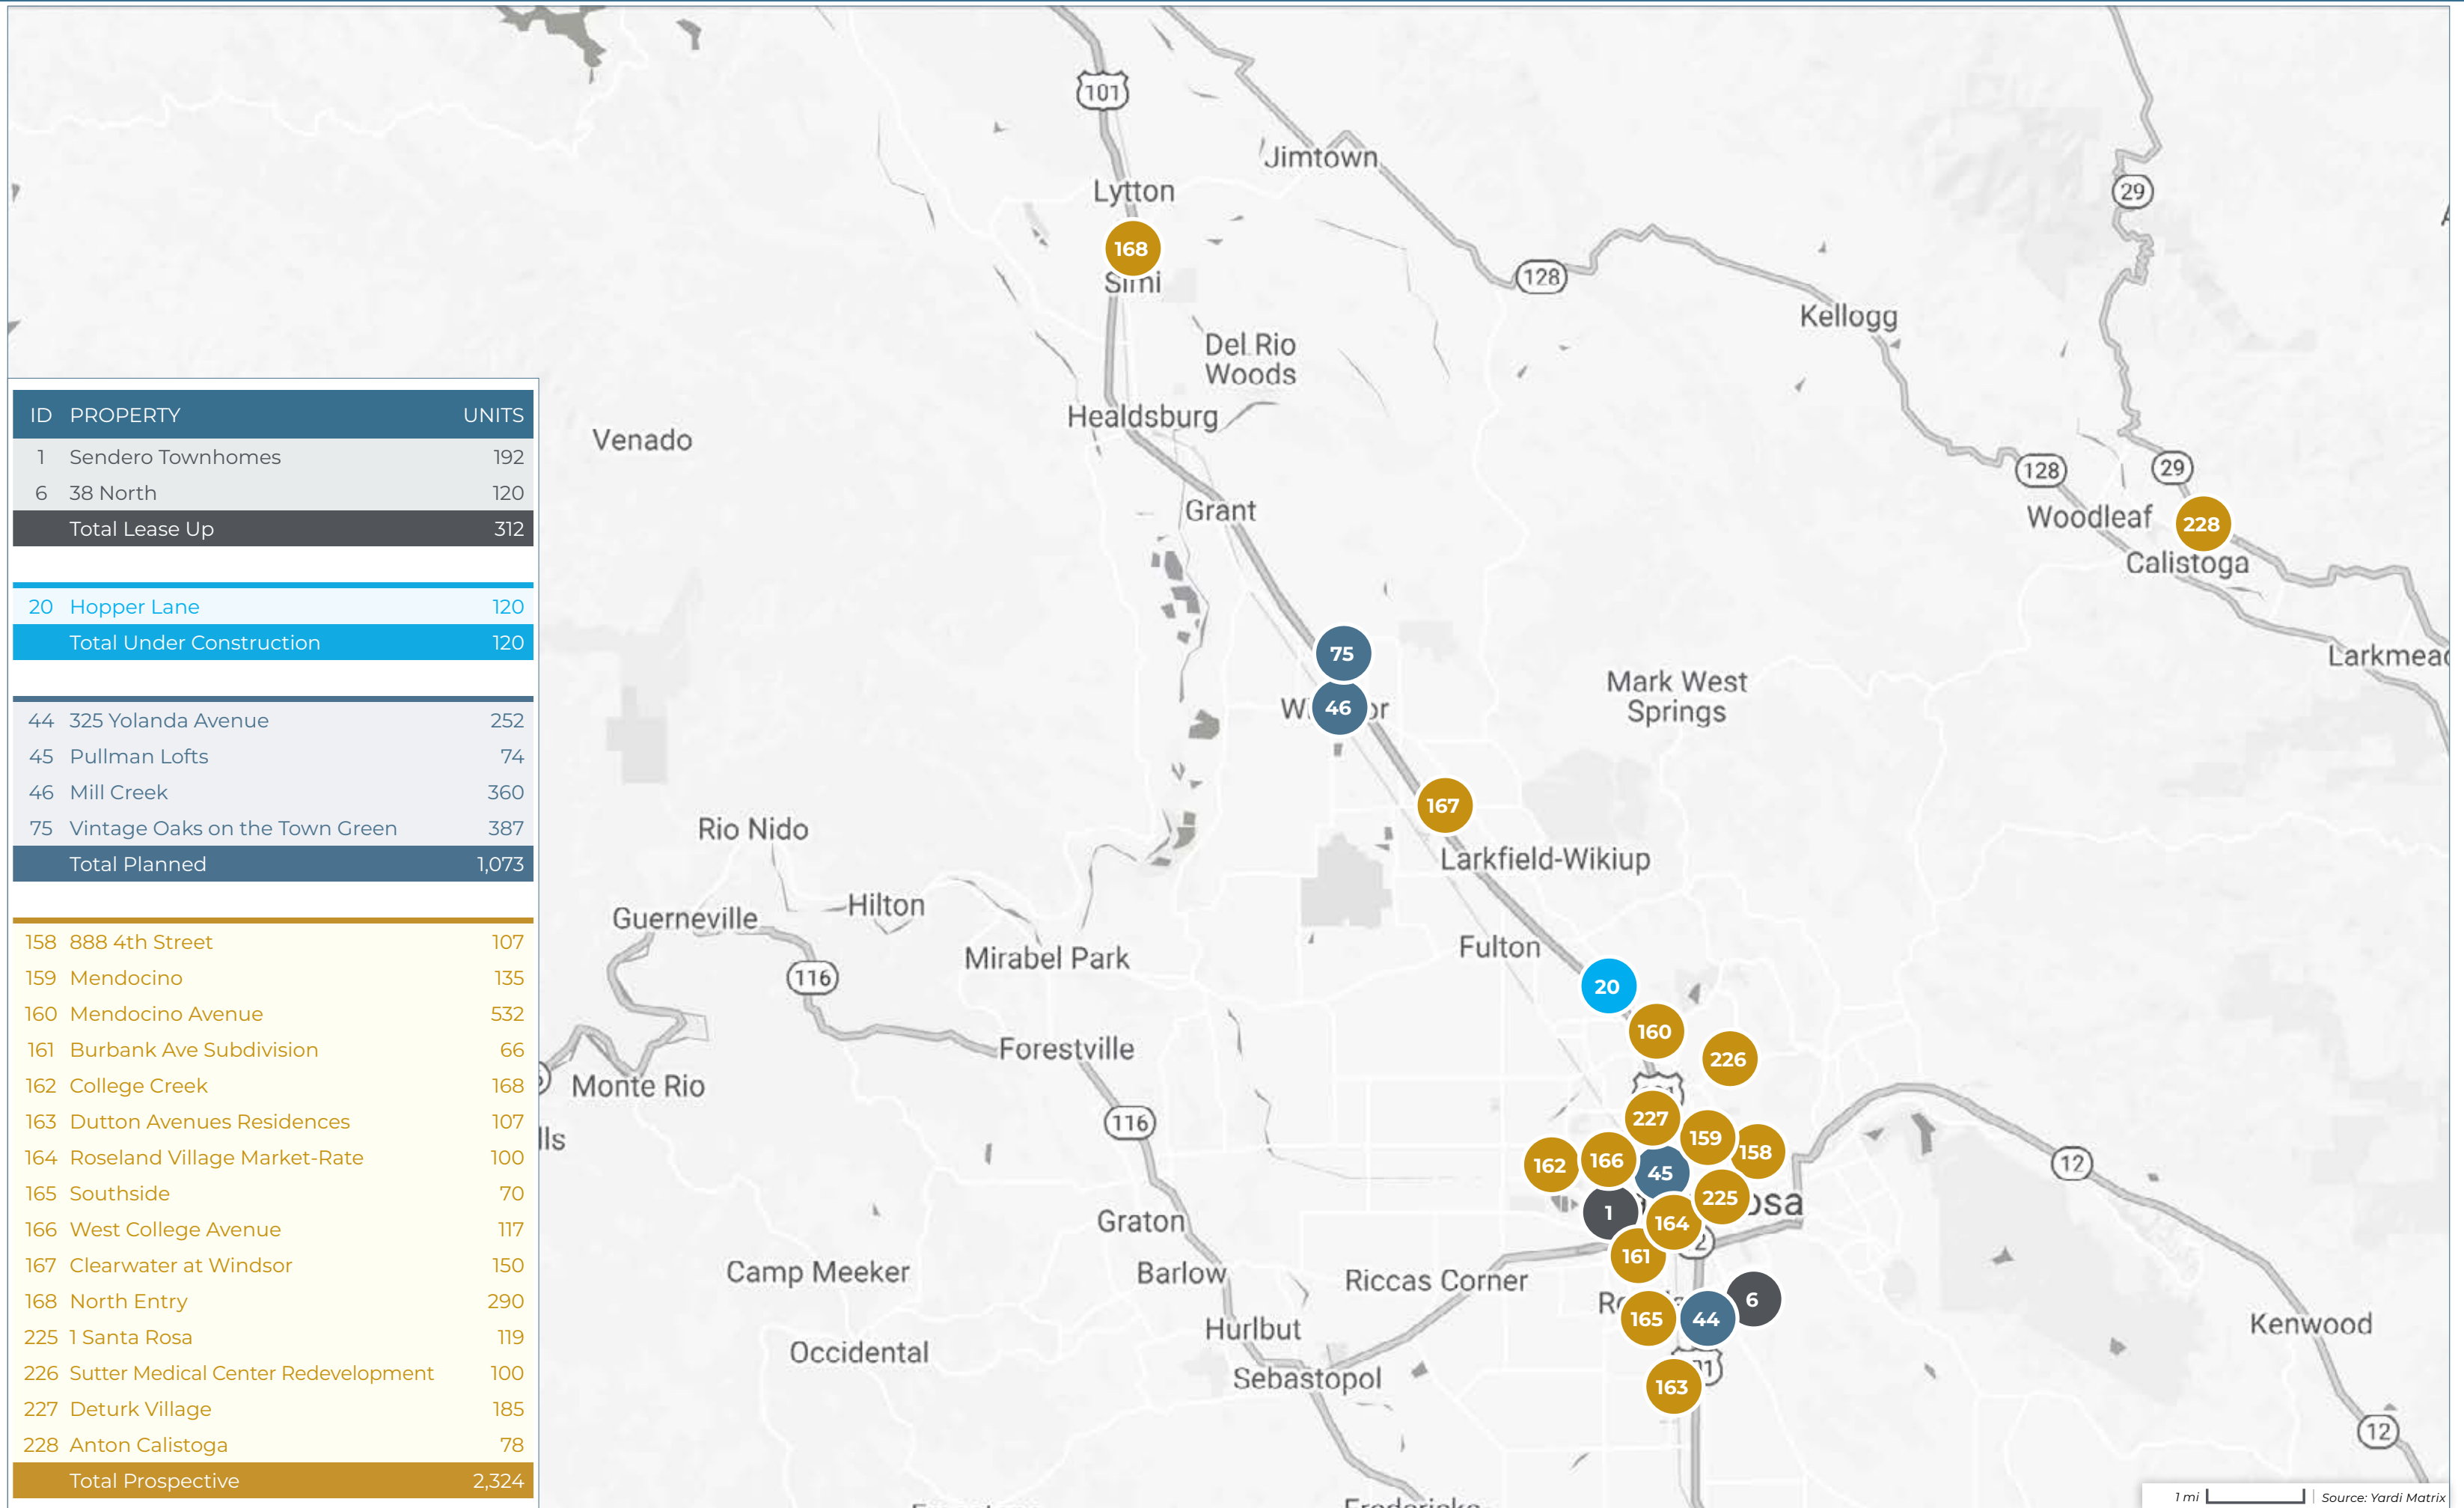 101
Jimtown
Lytton
29
168
Simi
128
Kellogg
Del Rio
Woods
Healdsburg
Venado
128
29
Grant
Woodleaf
228
Calistoga
75
Larkmead
46
Mark West
Springs
167
Rio Nido
Larkfield-Wikiup
Hilton
Guerneville
Fulton
Mirabel Park
116
20
160
Forestville
226
Monte Rio
116
227
159
158
lls
162
166
45
12
225
osa
1
164
Graton
161
Camp Meeker
Barlow
Riccas Corner
6
165
44
Hurlbut
Kenwood
Occidental
Sebastopol
163
12
ID PROPERTY UNITS
1 Sendero Townhomes 192
6 38 North 120
Total Lease Up 312
20 Hopper Lane 120
Total Under Construction 120
44 325 Yolanda Avenue 252
45 Pullman Lofts 74
46 Mill Creek 360
75 Vintage Oaks on the Town Green 387
Total Planned 1,073
158 888 4th Street 107
159 Mendocino 135
160 Mendocino Avenue 532
161 Burbank Ave Subdivision 66
162 College Creek 168
163 Dutton Avenues Residences 107
164 Roseland Village Market-Rate 100
165 Southside 70
166 West College Avenue 117
167 Clearwater at Windsor 150
168 North Entry 290
225 1 Santa Rosa 119
226 Sutter Medical Center Redevelopment 100
227 Deturk Village 185
228 Anton Calistoga 78
Total Prospective 2,324
1 mi
Source: Yardi Matrix